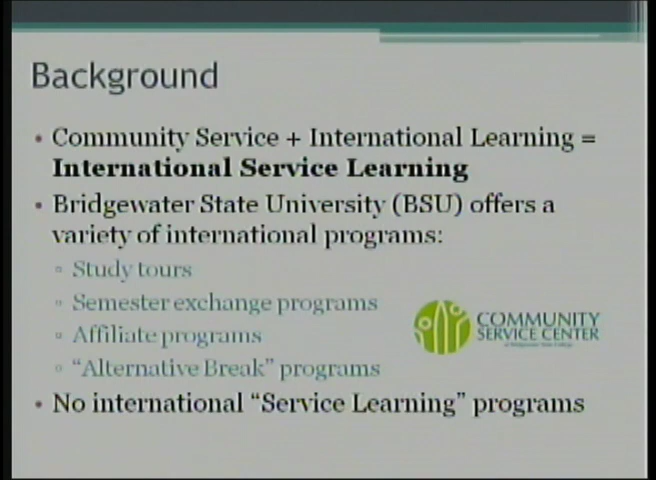 Background
• Community Service + International Learning =
International Service Learning
• Bridgewater State University (BSU) offers a
variety of international programs:
▫ Study tours
▫ Semester exchange programs
▫ Affiliate programs
▫ “Alternative Break” programs
COMMUNITY
SERVICE CENTER
• No international “Service Learning” programs